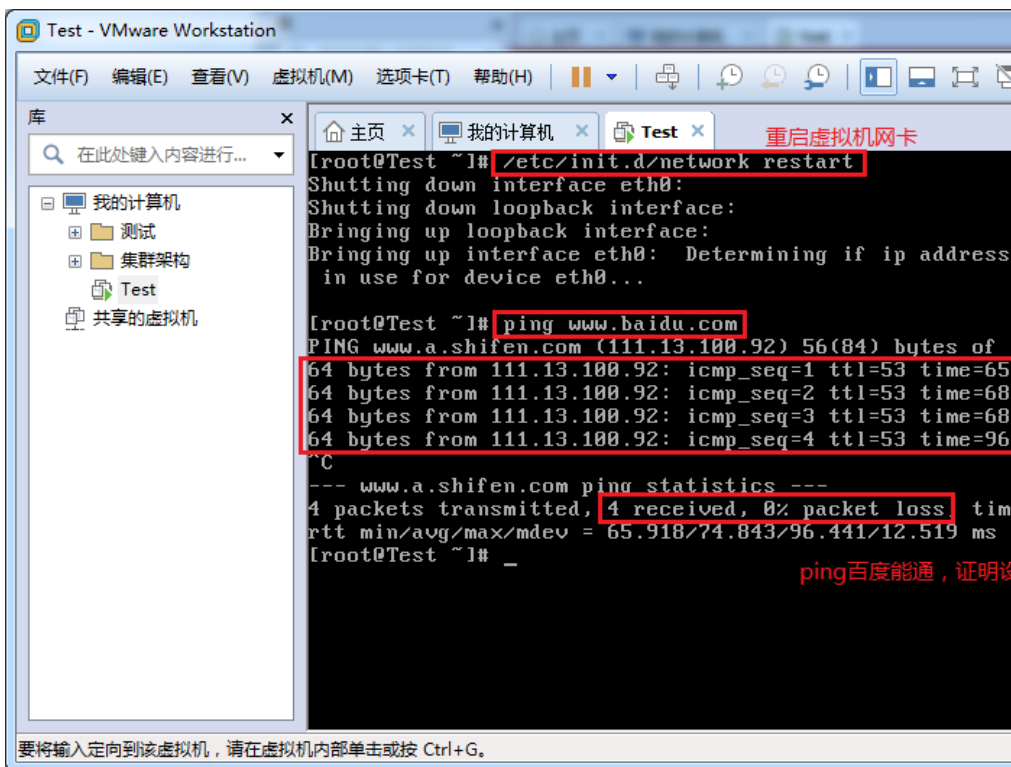 Test - VMware Workstation
文件(F) 编辑(E) 查看(V) 虚拟机(M) 选项卡(T) 帮助(H)
库
在此处键入内容进行...
我的计算机
测试
集群架构
Test
共享的虚拟机
主页 我的计算机 Test
重启虚拟机网卡
[root@Test ~]# /etc/init.d/network restart
Shutting down interface eth0:
Shutting down loopback interface:
Bringing up loopback interface:
Bringing up interface eth0:  Determining if ip address
 in use for device eth0...
[root@Test ~]# ping www.baidu.com
PING www.a.shifen.com (111.13.100.92) 56(84) bytes of
64 bytes from 111.13.100.92: icmp_seq=1 ttl=53 time=65
64 bytes from 111.13.100.92: icmp_seq=2 ttl=53 time=68
64 bytes from 111.13.100.92: icmp_seq=3 ttl=53 time=68
64 bytes from 111.13.100.92: icmp_seq=4 ttl=53 time=96
^C
--- www.a.shifen.com ping statistics ---
4 packets transmitted, 4 received, 0% packet loss, tim
rtt min/avg/max/mdev = 65.918/74.843/96.441/12.519 ms
[root@Test ~]# _
ping百度能通，证明设
要将输入定向到该虚拟机，请在虚拟机内部单击或按 Ctrl+G。